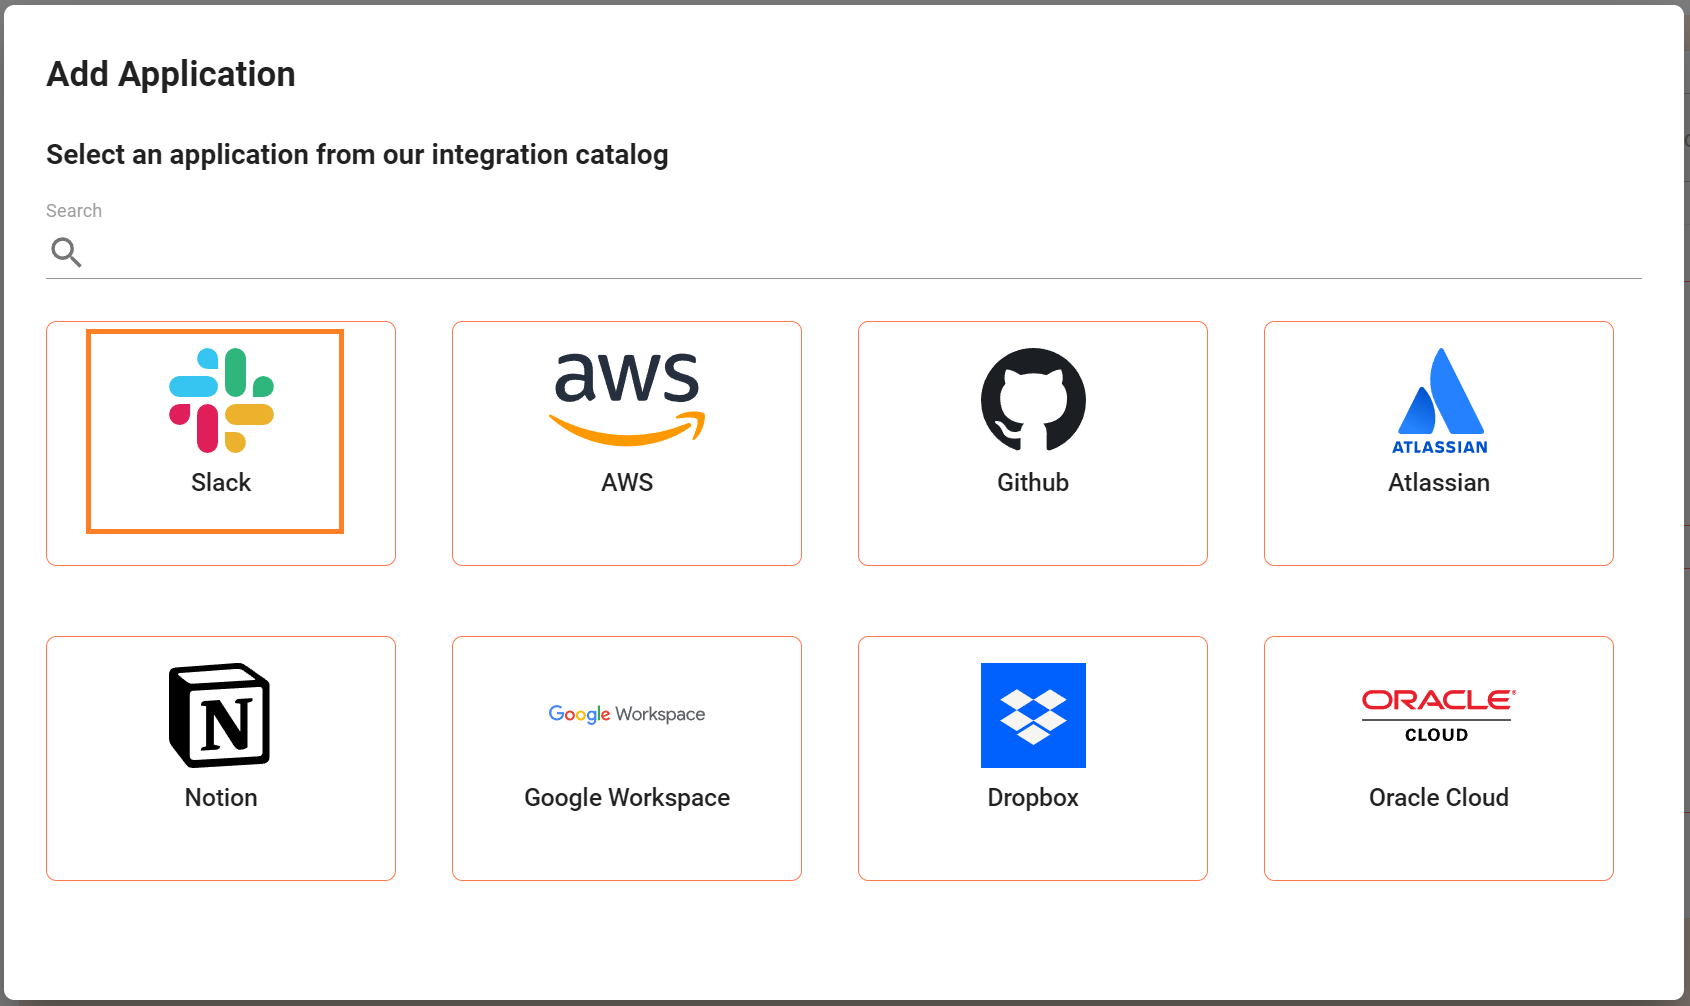 Add Application
Select an application from our integration catalog
Search
aws
ATLASSIAN
Slack
AWS
Github
Atlassian
N
Google Workspace
ORACLE
CLOUD
Notion
Google Workspace
Dropbox
Oracle Cloud